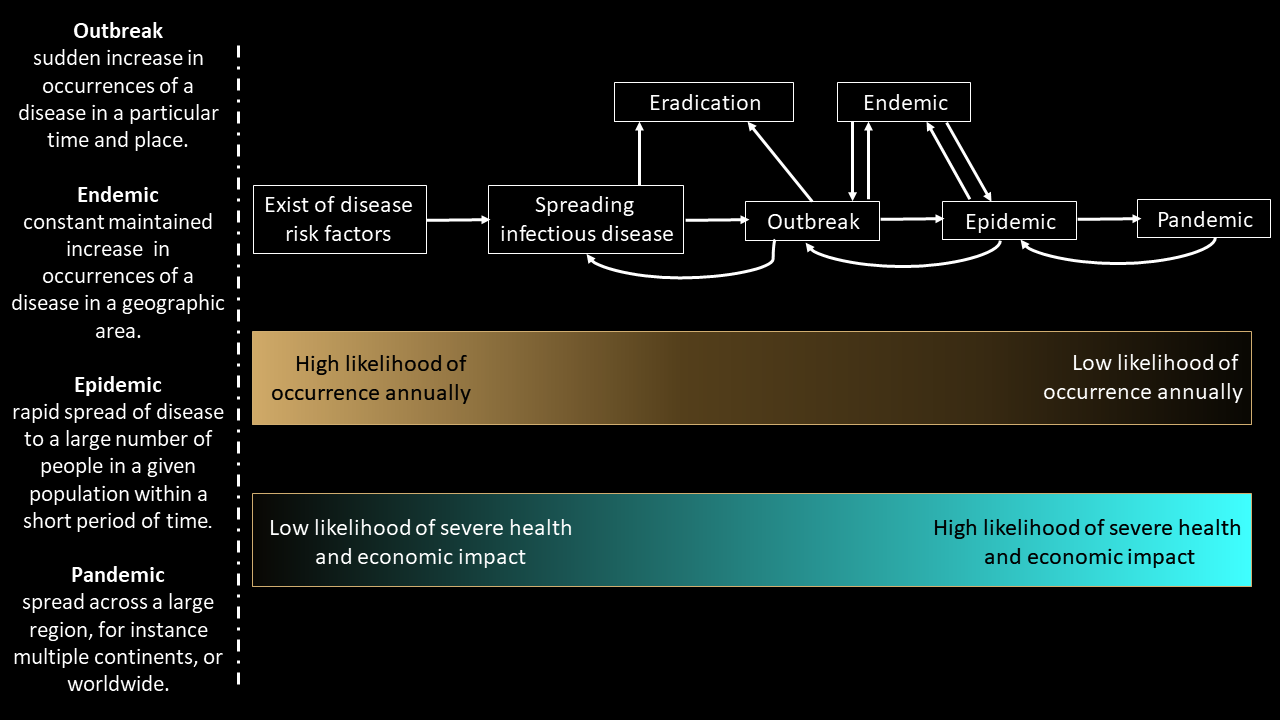 Outbreak
sudden increase in
occurrences of a
disease in a particular
time and place.
Endemic
constant maintained
increase  in
occurrences of a
disease in a geographic
area.
Epidemic
rapid spread of disease
to a large number of
people in a given
population within a
short period of time.
Pandemic
spread across a large
region, for instance
multiple continents, or
worldwide.
Eradication
Endemic
Exist of disease
risk factors
Spreading
infectious disease
Outbreak
Epidemic
Pandemic
High likelihood of
occurrence annually
Low likelihood of
occurrence annually
Low likelihood of severe health
and economic impact
High likelihood of severe health
and economic impact